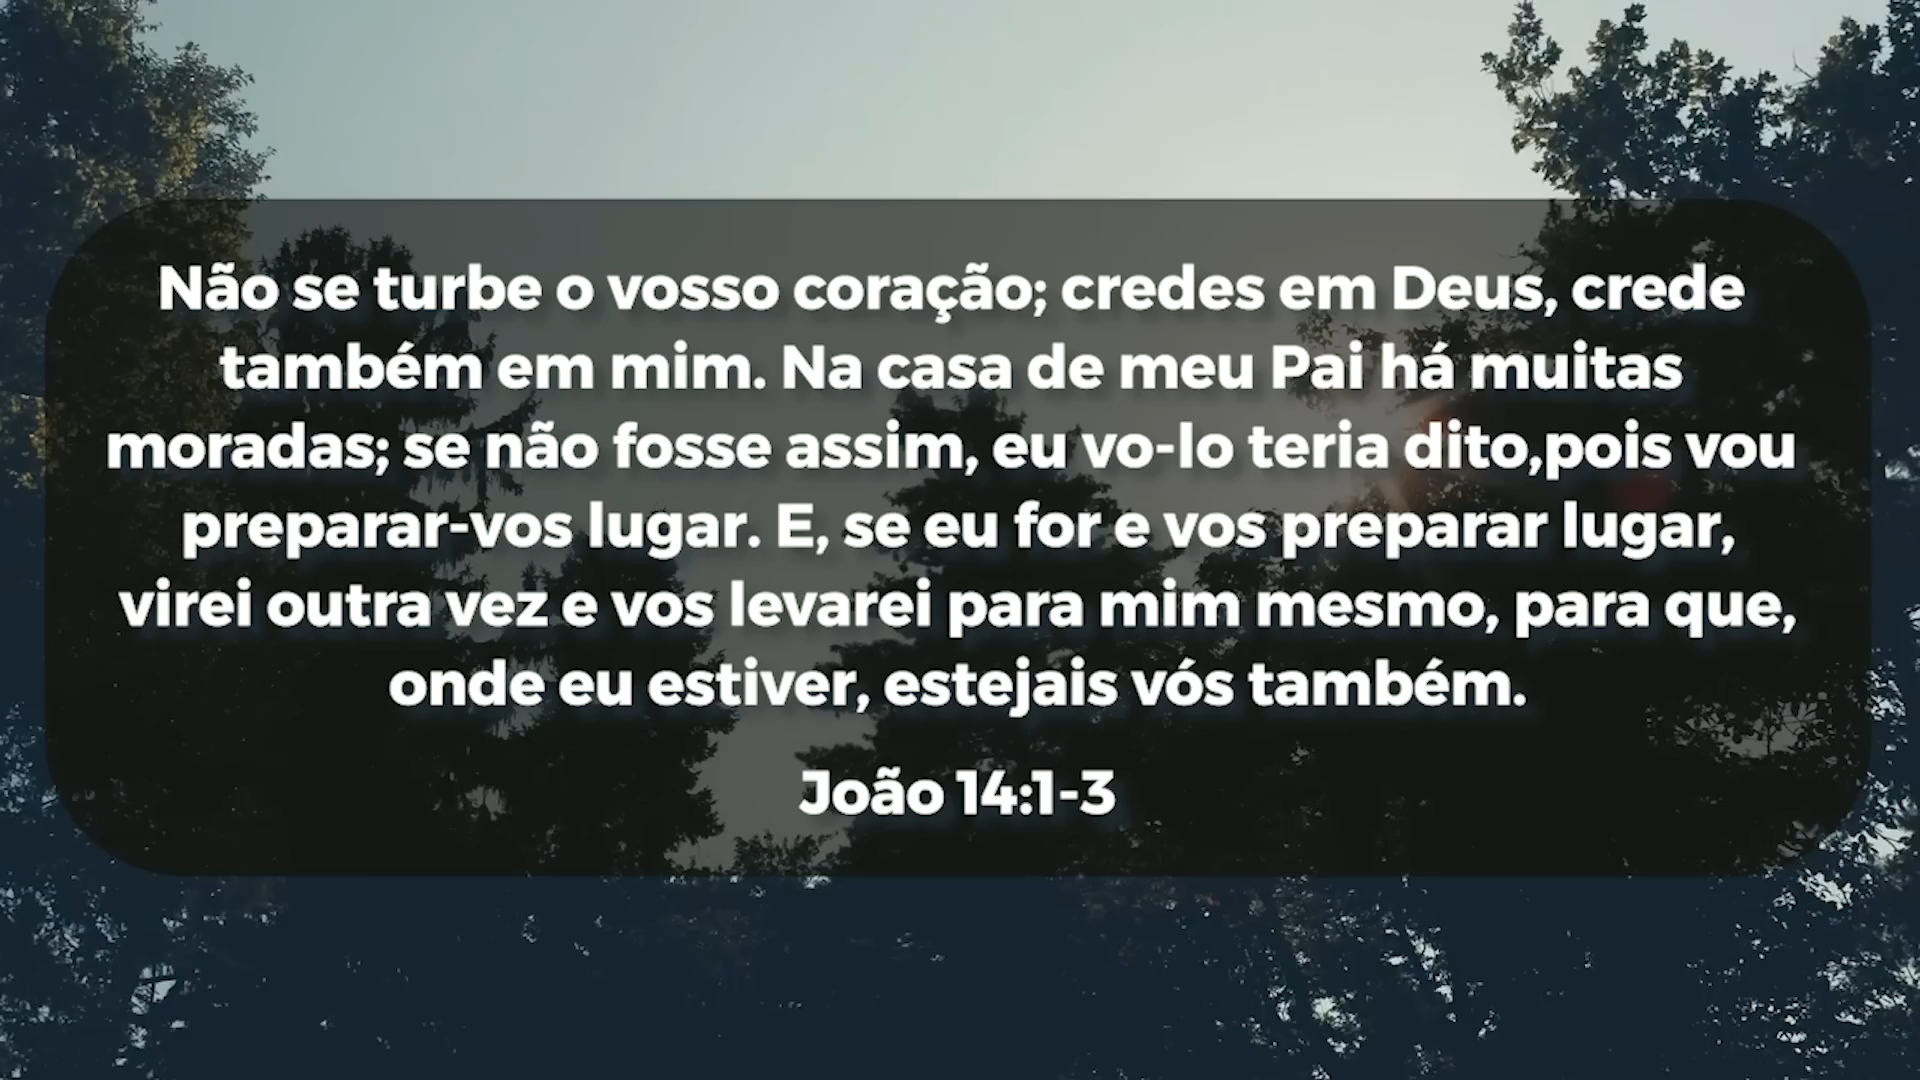 Não se turbe o vosso coração; credes em Deus, crede
também em mim. Na casa de meu Pai há muitas
moradas; se não fosse assim, eu vo-lo teria dito,pois vou
preparar-vos lugar. E, se eu for e vos preparar lugar,
virei outra vez e vos levarei para mim mesmo, para que,
onde eu estiver, estejais vós também.
João 14:1-3